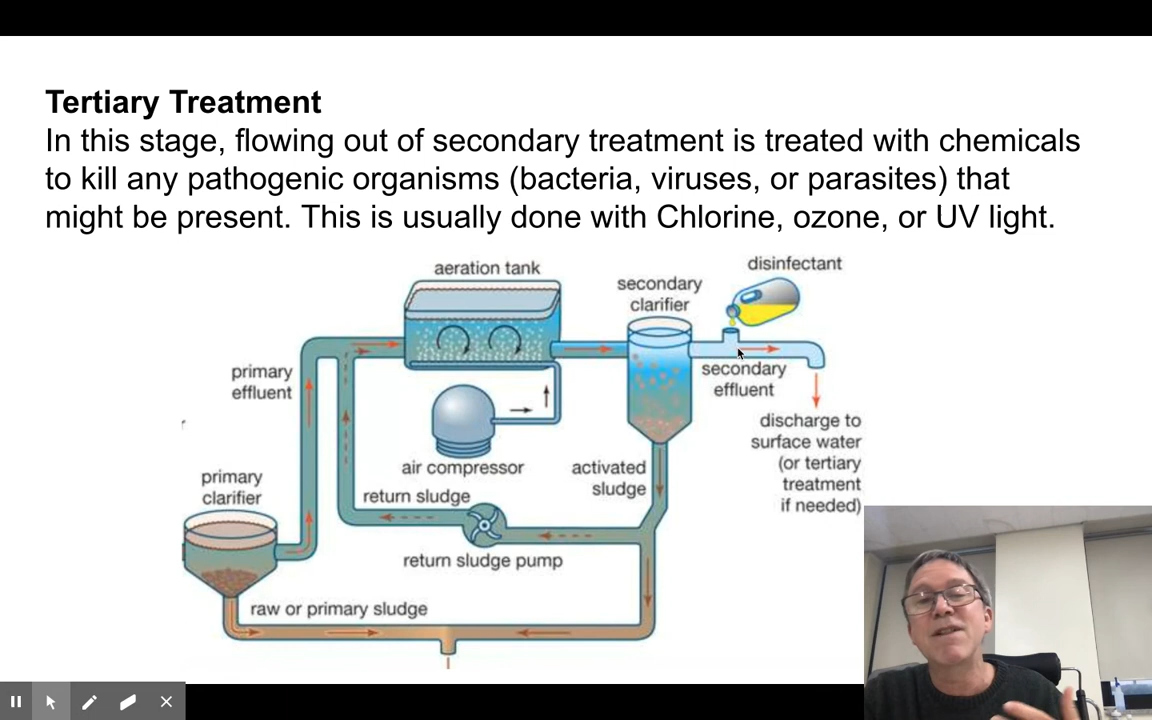 Tertiary Treatment
In this stage, flowing out of secondary treatment is treated with chemicals
to kill any pathogenic organisms (bacteria, viruses, or parasites) that
might be present. This is usually done with Chlorine, ozone, or UV light.
aeration tank
secondary
clarifier
disinfectant
primary
effluent
secondary
effluent
discharge to
surface water
(or tertiary
treatment
if needed)
air compressor
activated
sludge
primary
clarifier
return sludge
return sludge pump
raw or primary sludge